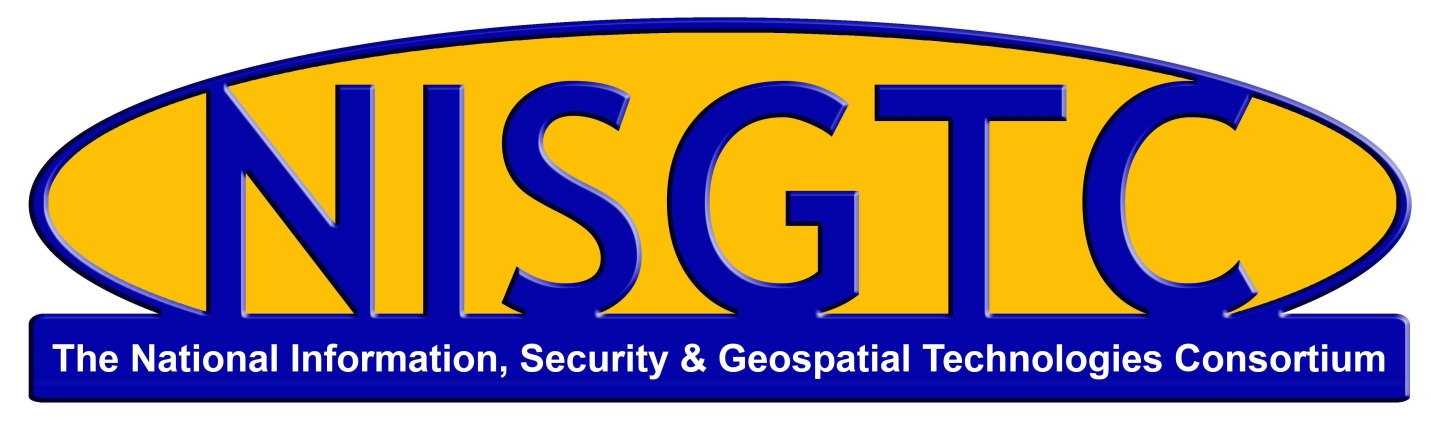 NISGTC
The National Information, Security & Geospatial Technologies Consortium